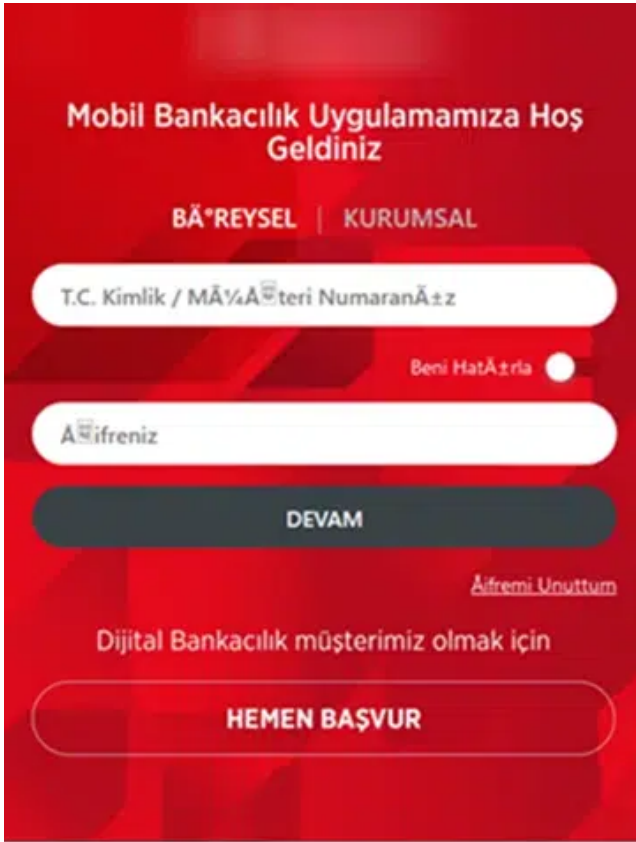 Mobil Bankacılık Uygulamamıza Hoş
Geldiniz
BÄ°REYSEL | KURUMSAL
T.C. Kimlik / MÃ¼ÅŸteri NumaranÄ±z
Beni HatÄ±rla
Åifreniz
DEVAM
Åifremi Unuttum
Dijital Bankacılık müşterimiz olmak için
HEMEN BAŞVUR